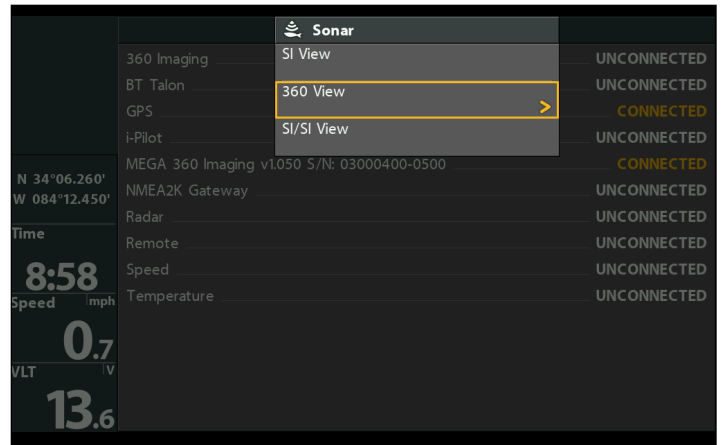 Sonar
SI View
360 View
>
SI/SI View
360 Imaging UNCONNECTED
BT Talon UNCONNECTED
GPS CONNECTED
i-Pilot UNCONNECTED
MEGA 360 Imaging v1.050 S/N: 03000400-0500 CONNECTED
NMEA2K Gateway UNCONNECTED
Radar UNCONNECTED
Remote UNCONNECTED
Speed UNCONNECTED
Temperature UNCONNECTED
N 34°06.260'
W 084°12.450'
Time
8:58
Speed mph
0.7
VLT V
13.6